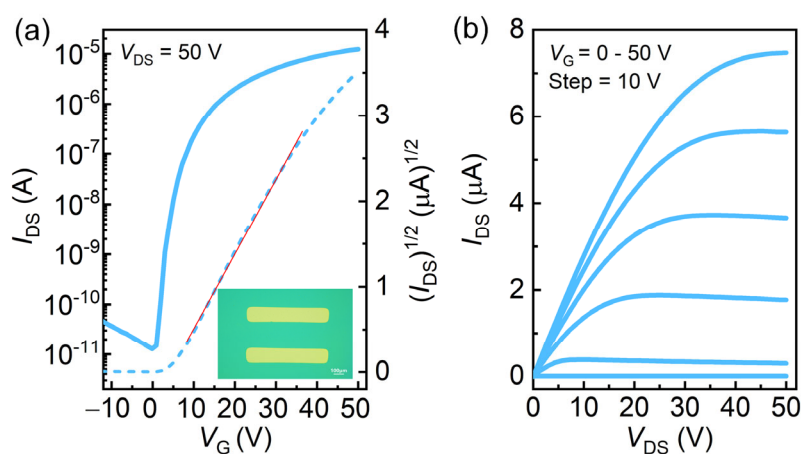 (a)
V_DS = 50 V
10⁻⁵
10⁻⁶
10⁻⁷
10⁻⁸
10⁻⁹
10⁻¹⁰
10⁻¹¹
I_DS (A)
4
3
2
1
0
(I_DS)^1/2 (μA)^1/2
100μm
−10 0 10 20 30 40 50
V_G (V)
(b)
V_G = 0 - 50 V
Step = 10 V
8
6
4
2
0
I_DS (μA)
0 10 20 30 40 50
V_DS (V)